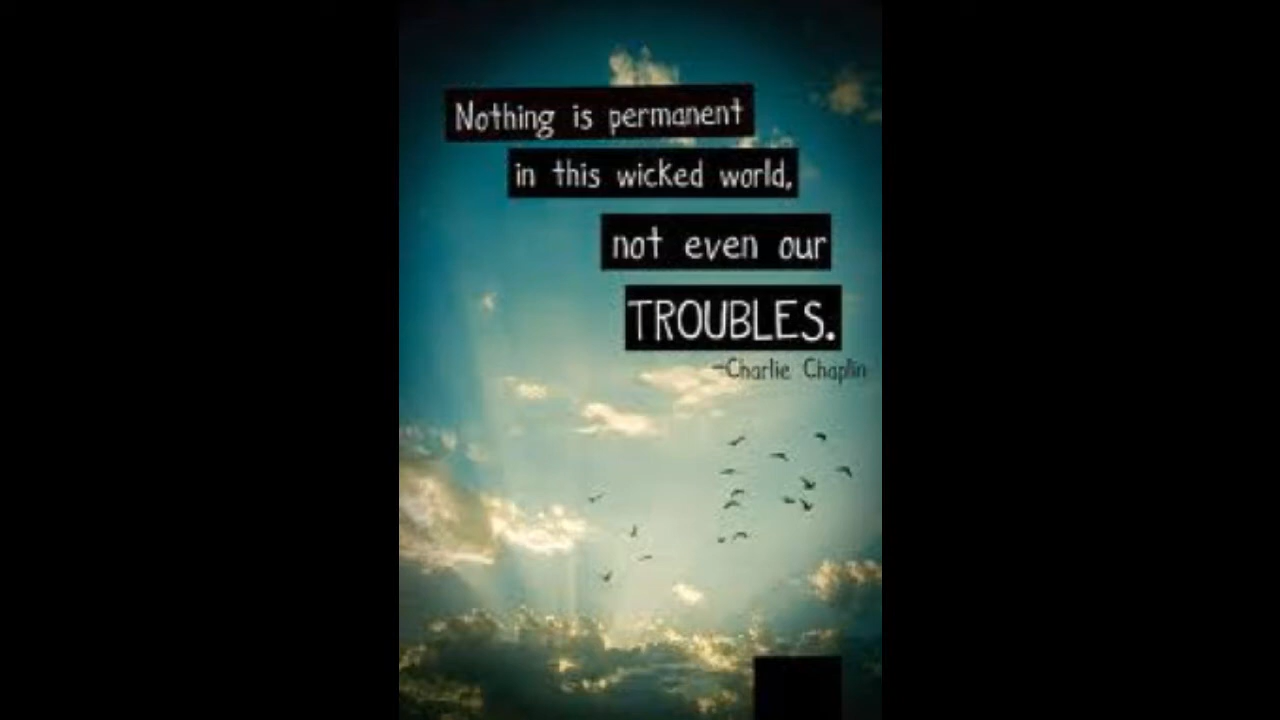 Nothing is permanent
in this wicked world,
not even our
TROUBLES.
-Charlie Chaplin